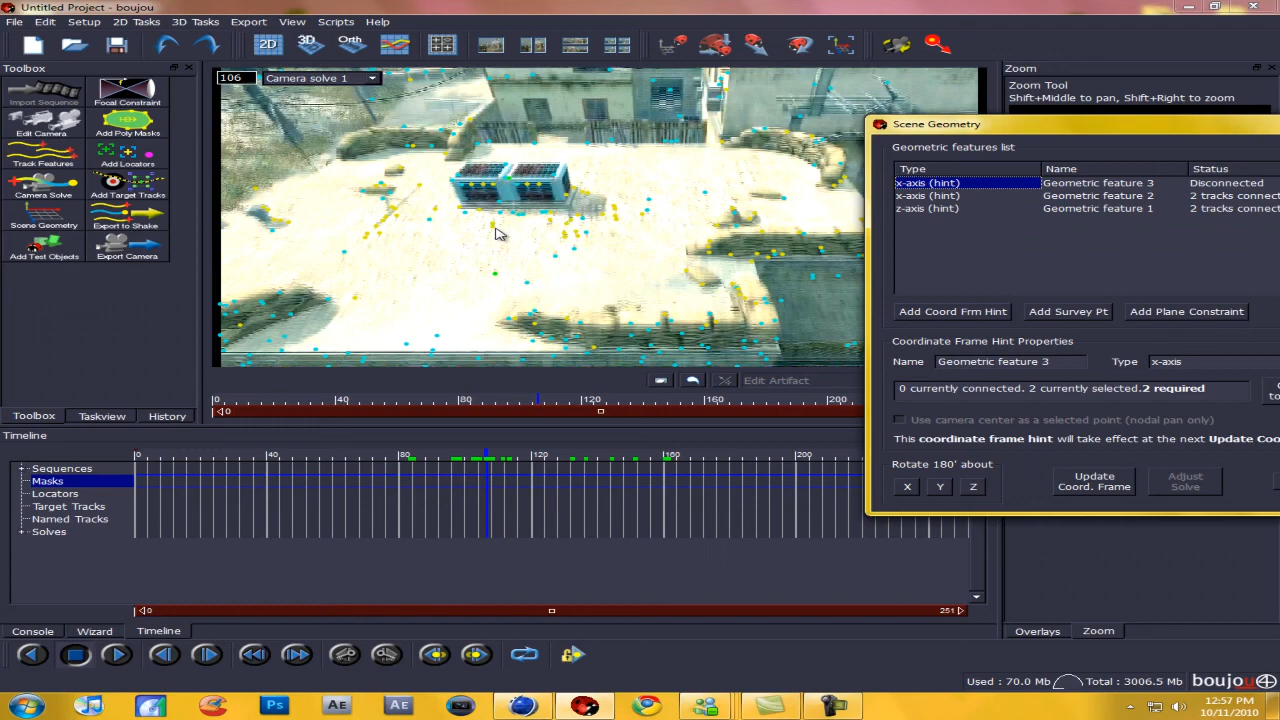 Untitled Project - boujou
File Edit Setup 2D Tasks 3D Tasks Export View Scripts Help
2D 3D Orth
Toolbox
Import Sequence Focal Constraint
Edit Camera Add Poly Masks
Track Features Add Locators
Camera Solve Add Target Tracks
Scene Geometry Export to Shake
Add Test Objects Export Camera
106 Camera solve 1
Zoom
Zoom Tool
Shift+Middle to pan, Shift+Right to zoom
Scene Geometry
Geometric features list
Type Name Status
x-axis (hint) Geometric feature 3 Disconnected
x-axis (hint) Geometric feature 2 2 tracks connect
z-axis (hint) Geometric feature 1 2 tracks connect
Add Coord Frm Hint Add Survey Pt Add Plane Constraint
Coordinate Frame Hint Properties
Name Geometric feature 3 Type x-axis
0 currently connected. 2 currently selected.2 required
Use camera center as a selected point (nodal pan only)
This coordinate frame hint will take effect at the next Update Coo
Rotate 180° about
X Y Z
Update Coord. Frame
Adjust Solve
Edit Artifact
0 40 80 120 160 200
0
Toolbox Taskview History
Timeline
0 40 80 120 160 200
Sequences
Masks
Locators
Target Tracks
Named Tracks
Solves
0 251
Console Wizard Timeline
Overlays Zoom
Used : 70.0 Mb Total : 3006.5 Mb boujou 4
Ps AE AE
12:57 PM
10/11/2010